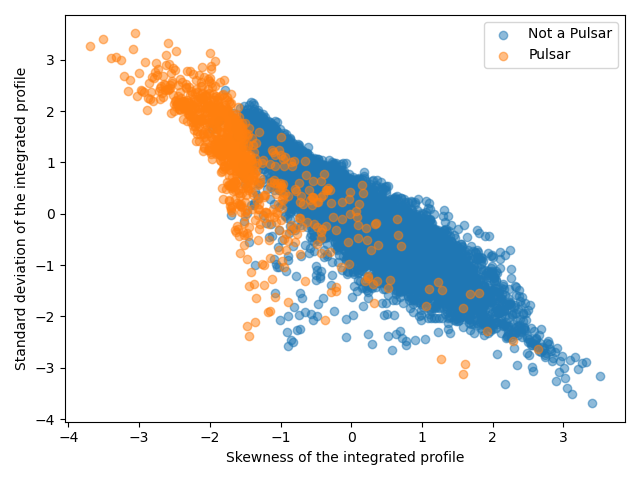 Not a Pulsar
Pulsar
Standard deviation of the integrated profile
3
2
1
0
−1
−2
−3
−4
−4 −3 −2 −1 0 1 2 3
Skewness of the integrated profile